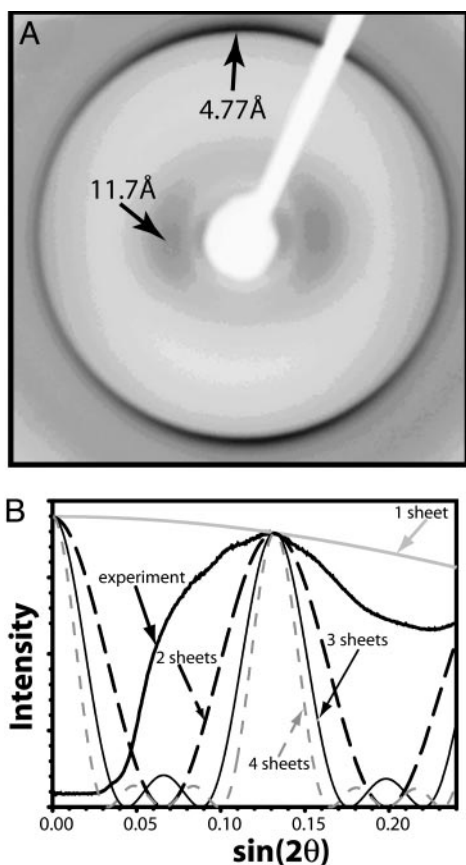 A
4.77Å
11.7Å
B
1 sheet
experiment
2 sheets
3 sheets
4 sheets
Intensity
0.00 0.05 0.10 0.15 0.20
sin(2θ)